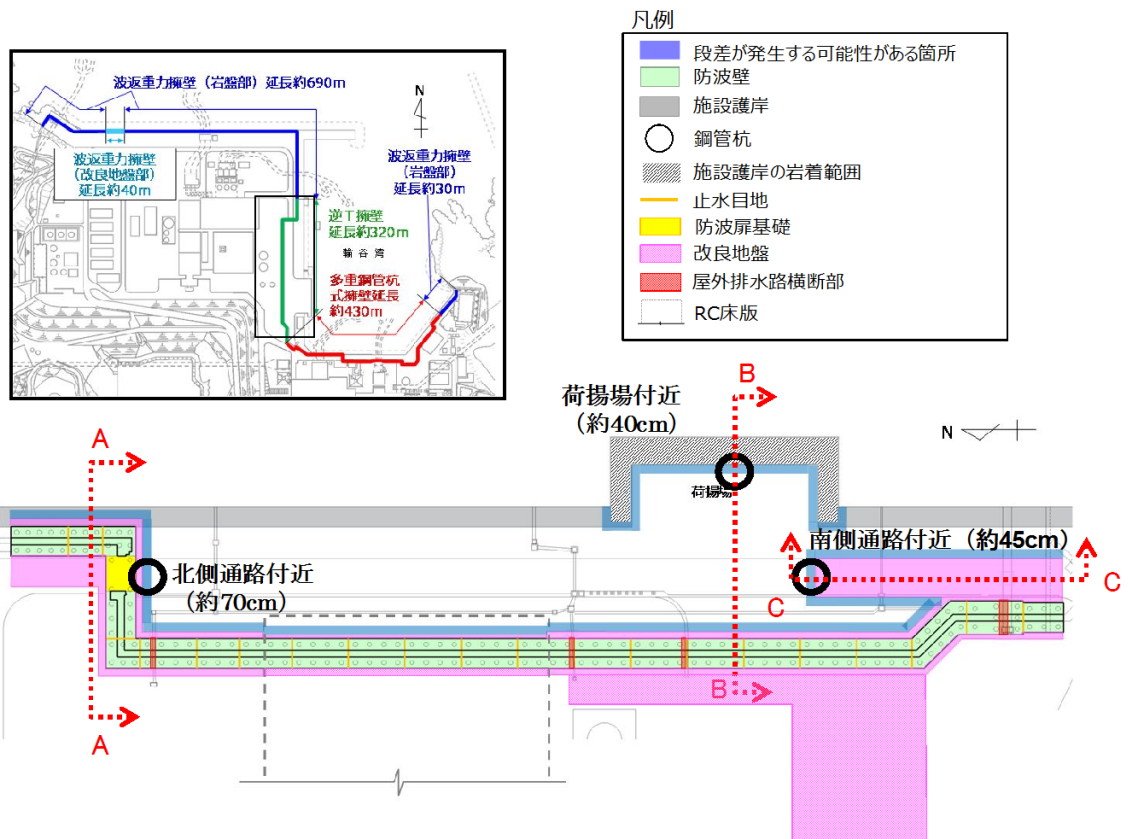 波返重力擁壁（岩盤部）延長約690m
N
波返重力擁壁
（改良地盤部）
延長約40m
波返重力擁壁
（岩盤部）
延長約30m
逆T擁壁
延長約320m
輪谷湾
多重鋼管杭
式擁壁延長
約430m
凡例
段差が発生する可能性がある箇所
防波壁
施設護岸
鋼管杭
施設護岸の岩着範囲
止水目地
防波扉基礎
改良地盤
屋外排水路横断部
RC床版
荷揚場付近
（約40cm）
B
N
A
荷揚場
南側通路付近（約45cm）
北側通路付近
（約70cm）
C
C
B
A